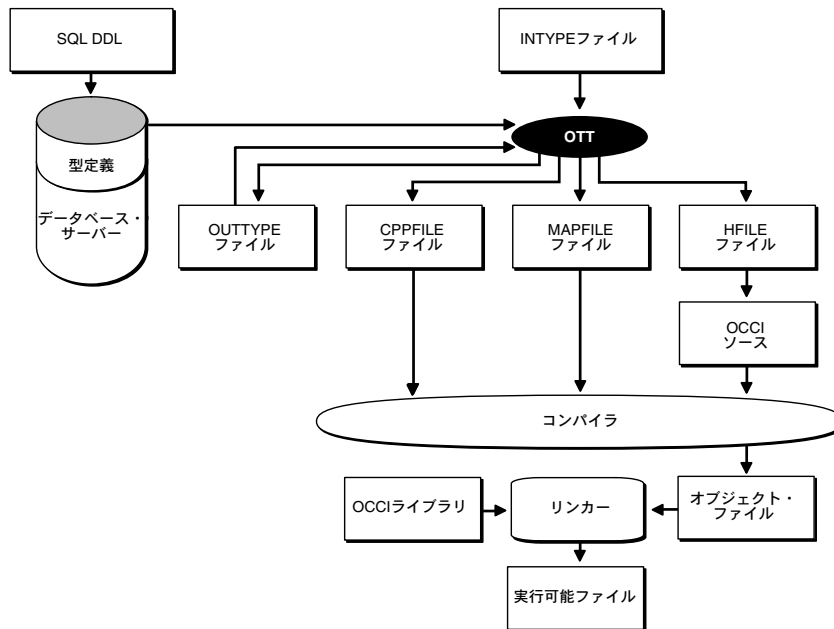 SQL DDL
INTYPEファイル
OTT
型定義
データベース・
サーバー
OUTTYPE
ファイル
CPPFILE
ファイル
MAPFILE
ファイル
HFILE
ファイル
OCCI
ソース
コンパイラ
OCCIライブラリ
リンカー
オブジェクト・
ファイル
実行可能ファイル